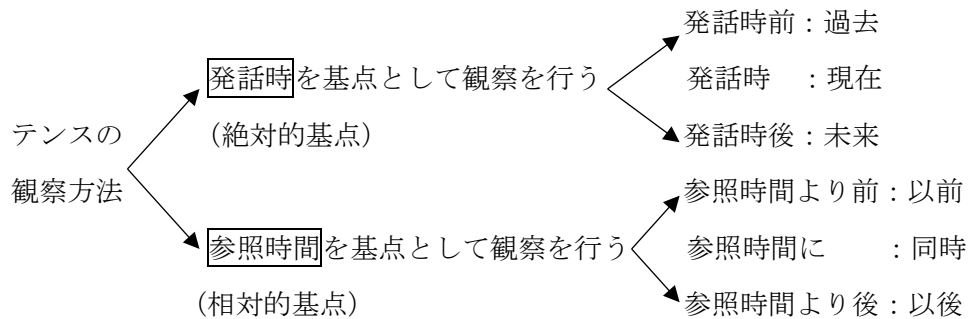 発話時前：過去
発話時を基点として観察を行う
発話時　：現在
テンスの
（絶対的基点）
発話時後：未来
観察方法
参照時間より前：以前
参照時間を基点として観察を行う
参照時間に　　：同時
（相対的基点）
参照時間より後：以後